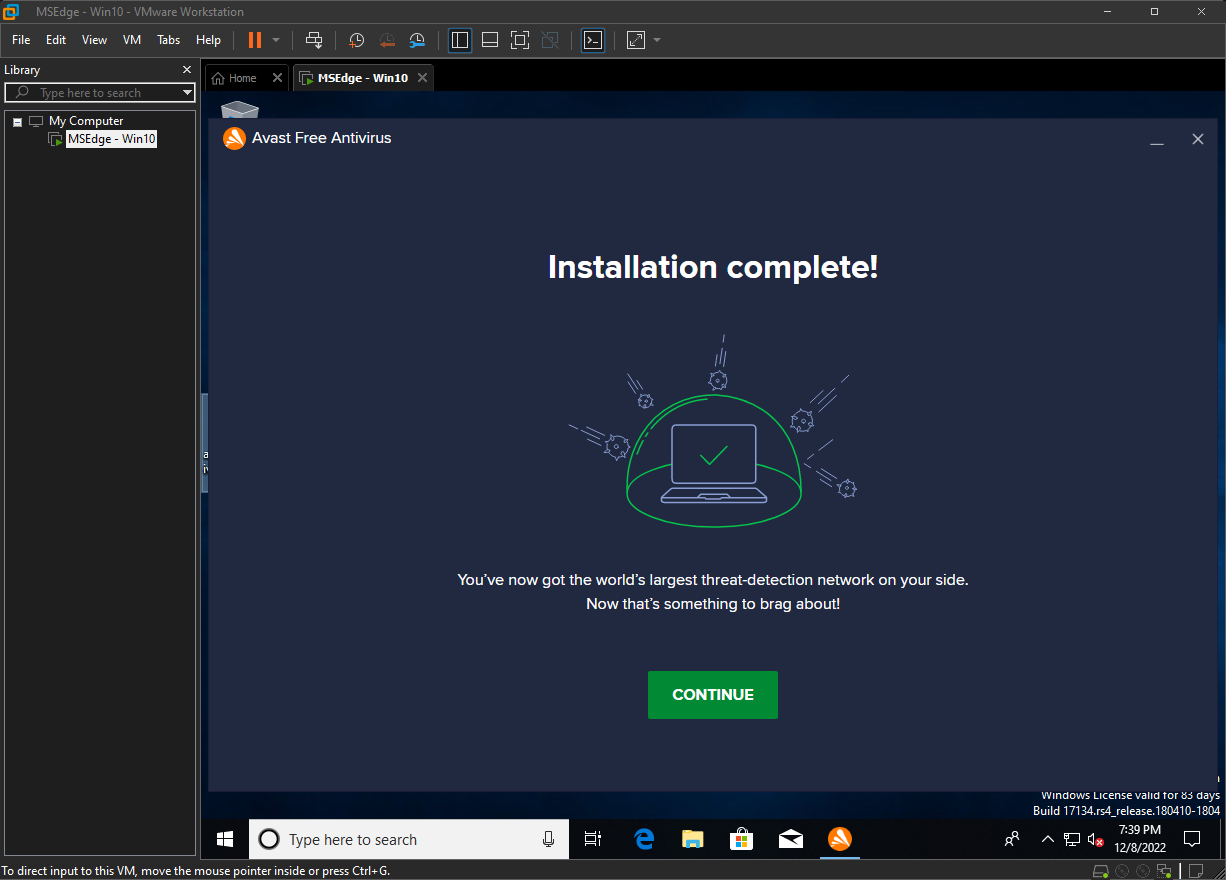 MSEdge - Win10 - VMware Workstation
File Edit View VM Tabs Help
Library
Type here to search
My Computer
MSEdge - Win10
Home
MSEdge - Win10
Avast Free Antivirus
Installation complete!
You've now got the world's largest threat-detection network on your side.
Now that's something to brag about!
CONTINUE
Windows License valid for 83 days
Build 17134.rs4_release.180410-1804
Type here to search
7:39 PM
12/8/2022
To direct input to this VM, move the mouse pointer inside or press Ctrl+G.